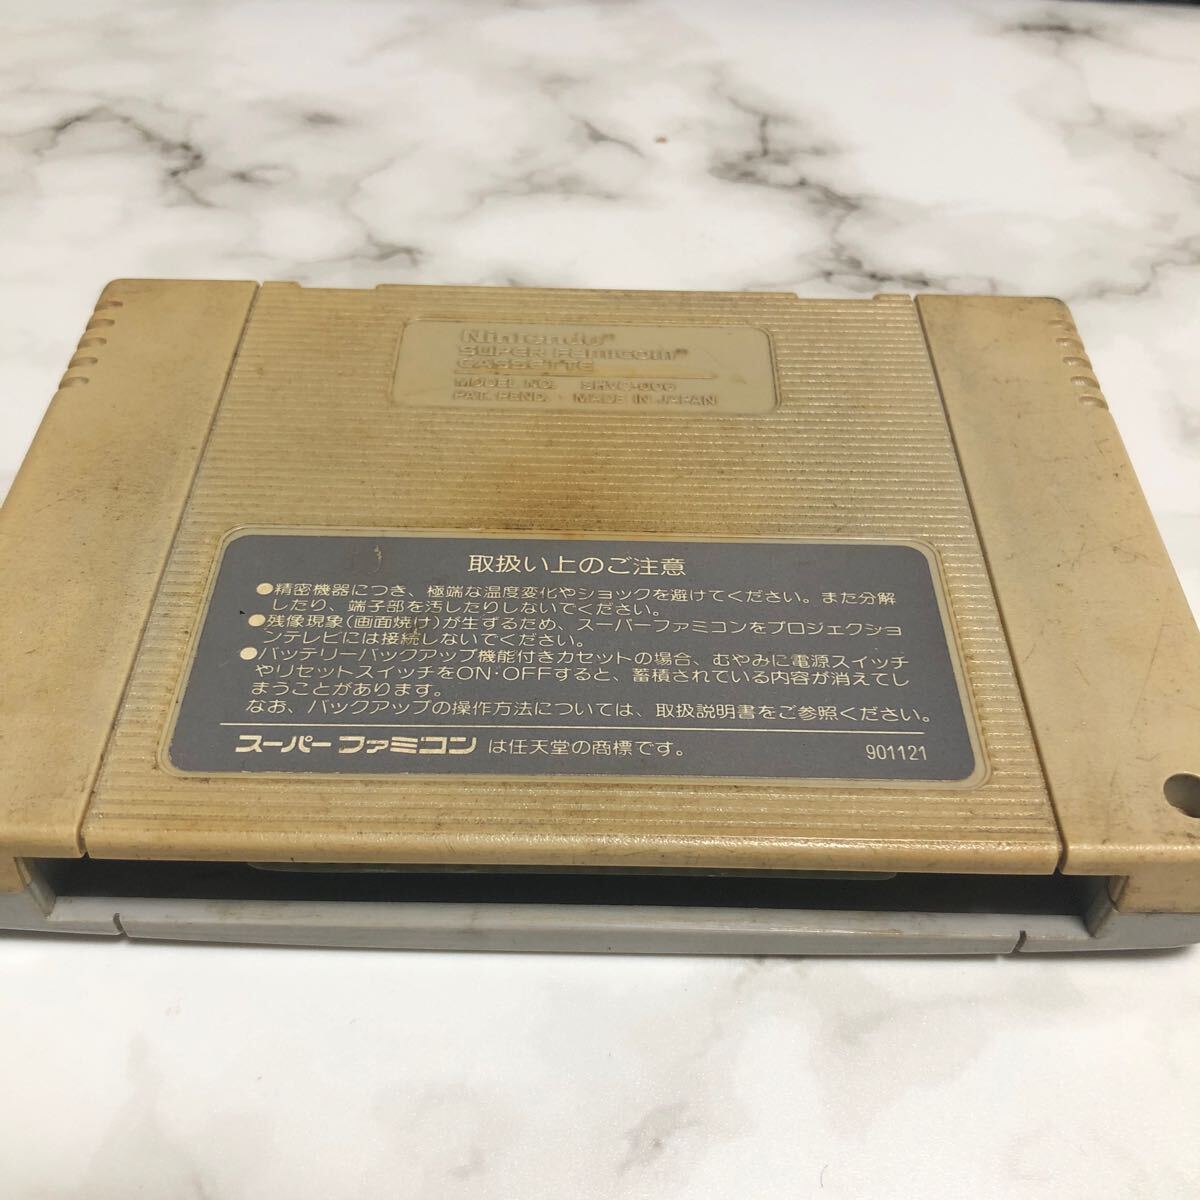 Nintendo®
SUPER FAMICOM®
CASSETTE
MODEL NO. SHVC-006
PAT. PEND. · MADE IN JAPAN
取扱い上のご注意
●精密機器につき、極端な温度変化やショックを避けてください。また分解
したり、端子部を汚したりしないでください。
●残像現象(画面焼け)が生ずるため、スーパーファミコンをプロジェクショ
ンテレビには接続しないでください。
●バッテリーバックアップ機能付きカセットの場合、むやみに電源スイッチ
やリセットスイッチをON・OFFすると、蓄積されている内容が消えてし
まうことがあります。
なお、バックアップの操作方法については、取扱説明書をご参照ください。
スーパーファミコン は任天堂の商標です。 901121